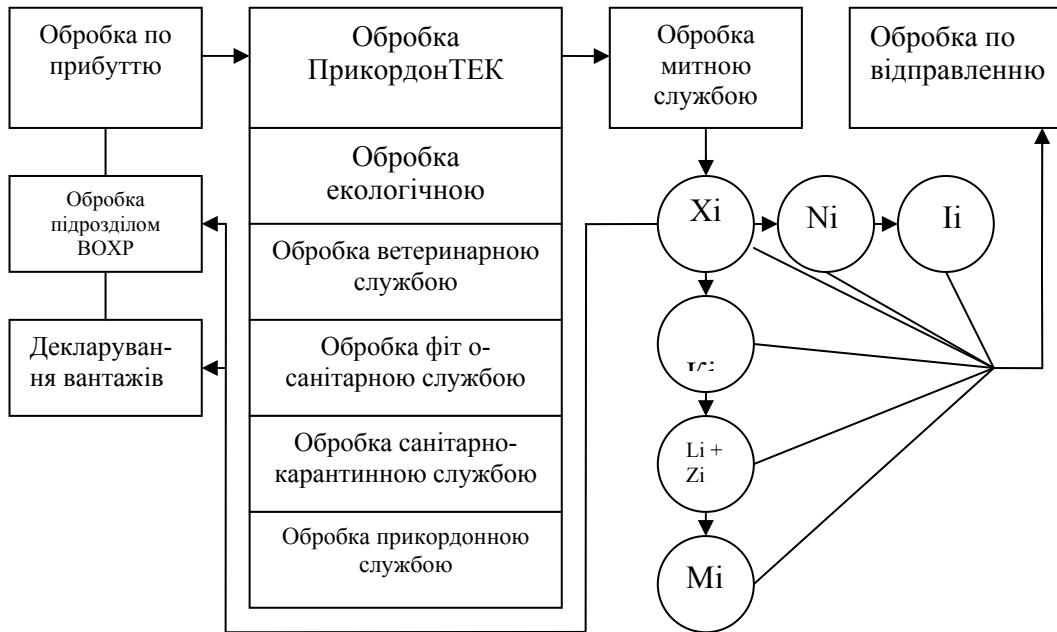 Обробка по
прибуттю
Обробка
ПрикордонТЕК
Обробка
митною
службою
Обробка по
відправленню
Обробка
екологічною
Обробка
підрозділом
ВОХР
Xi
Ni
Ii
Обробка ветеринарною
службою
Декларуван-
ня вантажів
Обробка фіт о-
санітарною службою
Обробка санітарно-
карантинною службою
Li +
Zi
Обробка прикордонною
службою
Mi